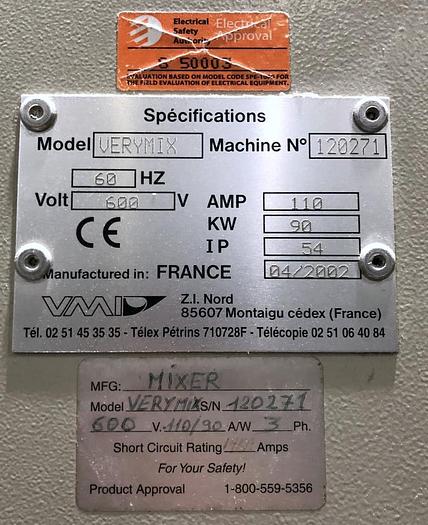 Electrical
Safety
Authority
Electrical
Approval
EVALUATION BASED ON MODEL CODE SPE-1000 FOR
THE FIELD EVALUATION OF ELECTRICAL EQUIPMENT.
Spécifications
Model VERYMIX Machine N° 120271
60 HZ
Volt 600 V AMP 110
KW 90
IP 54
CE
Manufactured in: FRANCE 04/2002
VMI Z.I. Nord
85607 Montaigu cédex (France)
Tél. 02 51 45 35 35 - Télex Pétrins 710728F - Télécopie 02 51 06 40 84
MFG: MIXER
Model VERYMIX S/N 120271
600 V. 110/90 A/W 3 Ph.
Short Circuit Rating Amps
For Your Safety!
Product Approval 1-800-559-5356